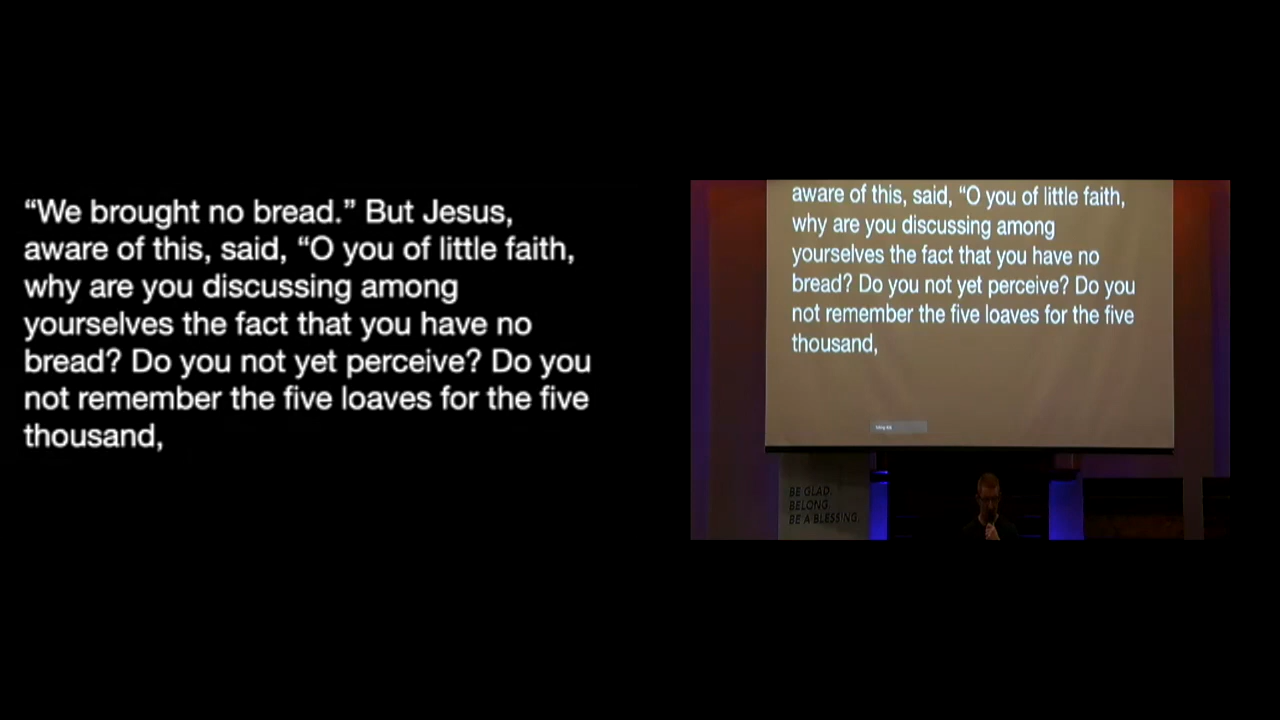 “We brought no bread.” But Jesus,
aware of this, said, “O you of little faith,
why are you discussing among
yourselves the fact that you have no
bread? Do you not yet perceive? Do you
not remember the five loaves for the five
thousand,
aware of this, said, “O you of little faith,
why are you discussing among
yourselves the fact that you have no
bread? Do you not yet perceive? Do you
not remember the five loaves for the five
thousand,
BE GLAD.
BELONG.
BE A BLESSING.